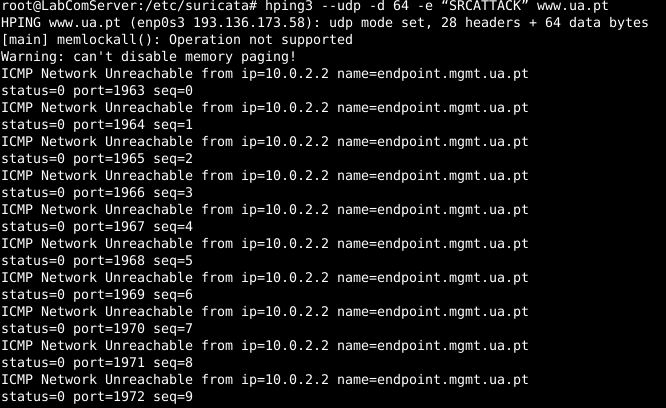 root@LabComServer:/etc/suricata# hping3 --udp -d 64 -e “SRCATTACK” www.ua.pt
HPING www.ua.pt (enp0s3 193.136.173.58): udp mode set, 28 headers + 64 data bytes
[main] memlockall(): Operation not supported
Warning: can't disable memory paging!
ICMP Network Unreachable from ip=10.0.2.2 name=endpoint.mgmt.ua.pt
status=0 port=1963 seq=0
ICMP Network Unreachable from ip=10.0.2.2 name=endpoint.mgmt.ua.pt
status=0 port=1964 seq=1
ICMP Network Unreachable from ip=10.0.2.2 name=endpoint.mgmt.ua.pt
status=0 port=1965 seq=2
ICMP Network Unreachable from ip=10.0.2.2 name=endpoint.mgmt.ua.pt
status=0 port=1966 seq=3
ICMP Network Unreachable from ip=10.0.2.2 name=endpoint.mgmt.ua.pt
status=0 port=1967 seq=4
ICMP Network Unreachable from ip=10.0.2.2 name=endpoint.mgmt.ua.pt
status=0 port=1968 seq=5
ICMP Network Unreachable from ip=10.0.2.2 name=endpoint.mgmt.ua.pt
status=0 port=1969 seq=6
ICMP Network Unreachable from ip=10.0.2.2 name=endpoint.mgmt.ua.pt
status=0 port=1970 seq=7
ICMP Network Unreachable from ip=10.0.2.2 name=endpoint.mgmt.ua.pt
status=0 port=1971 seq=8
ICMP Network Unreachable from ip=10.0.2.2 name=endpoint.mgmt.ua.pt
status=0 port=1972 seq=9